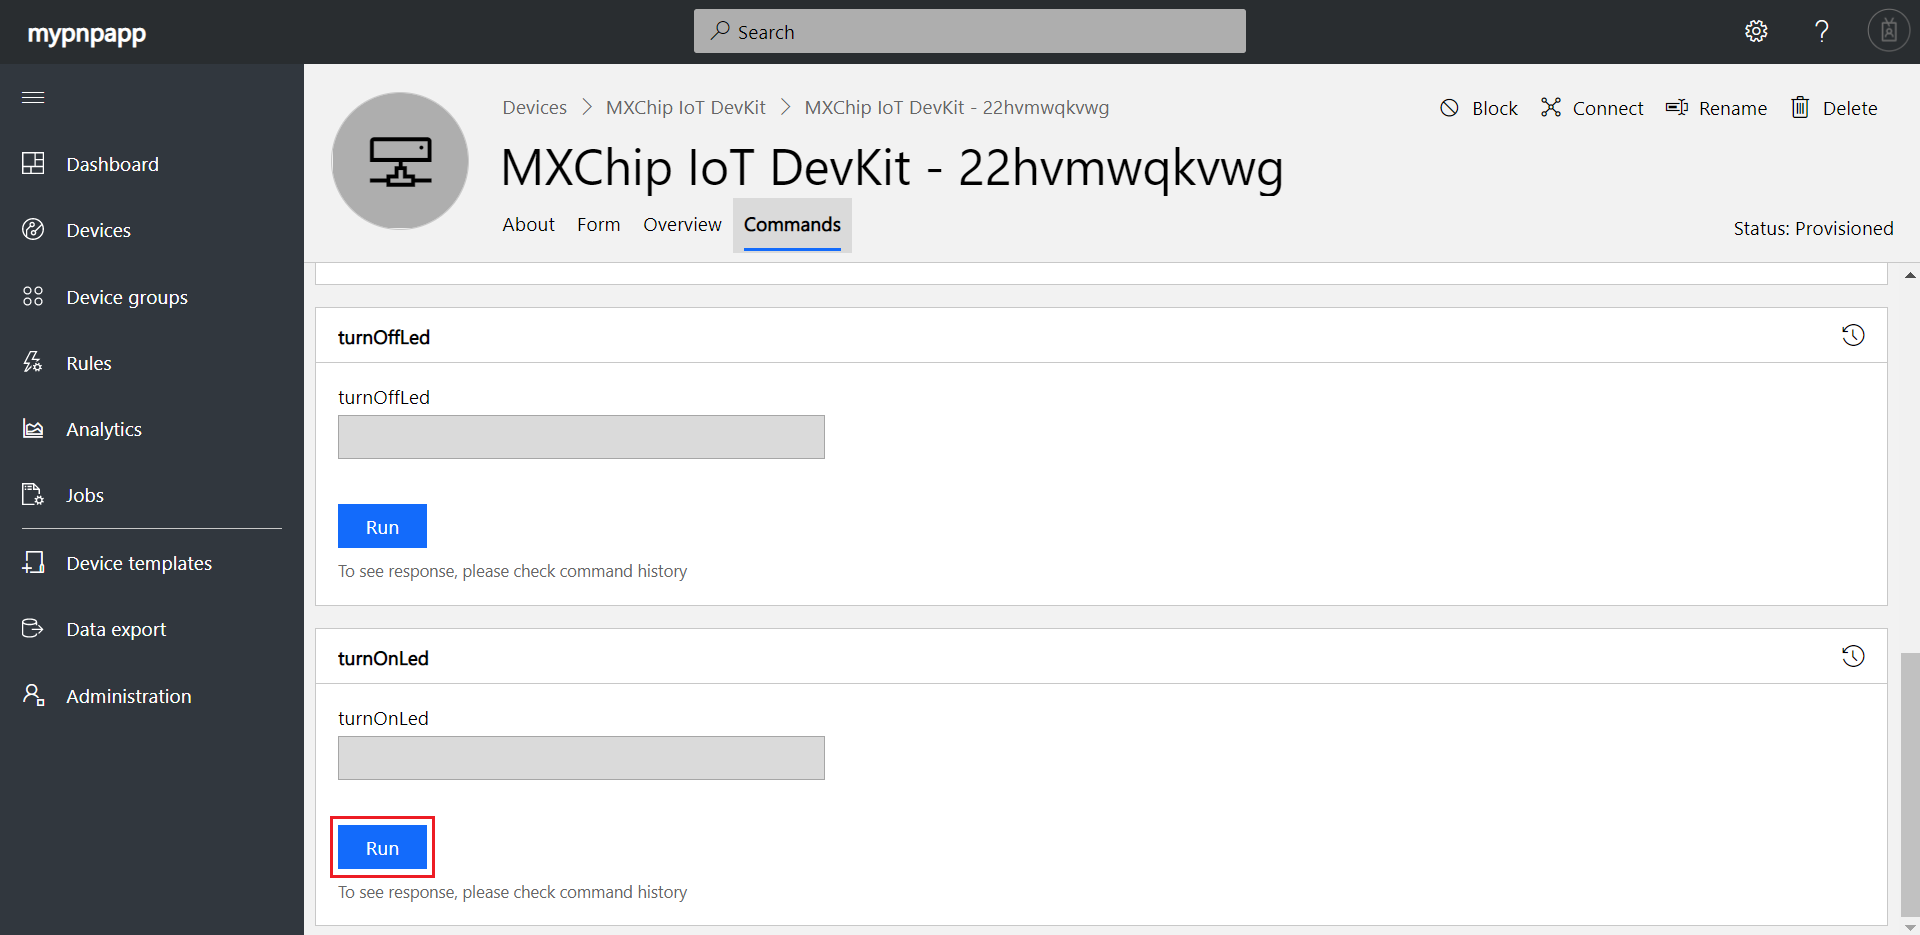 mypnpapp
Search
Dashboard
Devices
Device groups
Rules
Analytics
Jobs
Device templates
Data export
Administration
Devices > MXChip IoT DevKit > MXChip IoT DevKit - 22hvmwqkvwg
Block
Connect
Rename
Delete
MXChip IoT DevKit - 22hvmwqkvwg
About Form Overview Commands
Status: Provisioned
turnOffLed
turnOffLed
Run
To see response, please check command history
turnOnLed
turnOnLed
Run
To see response, please check command history